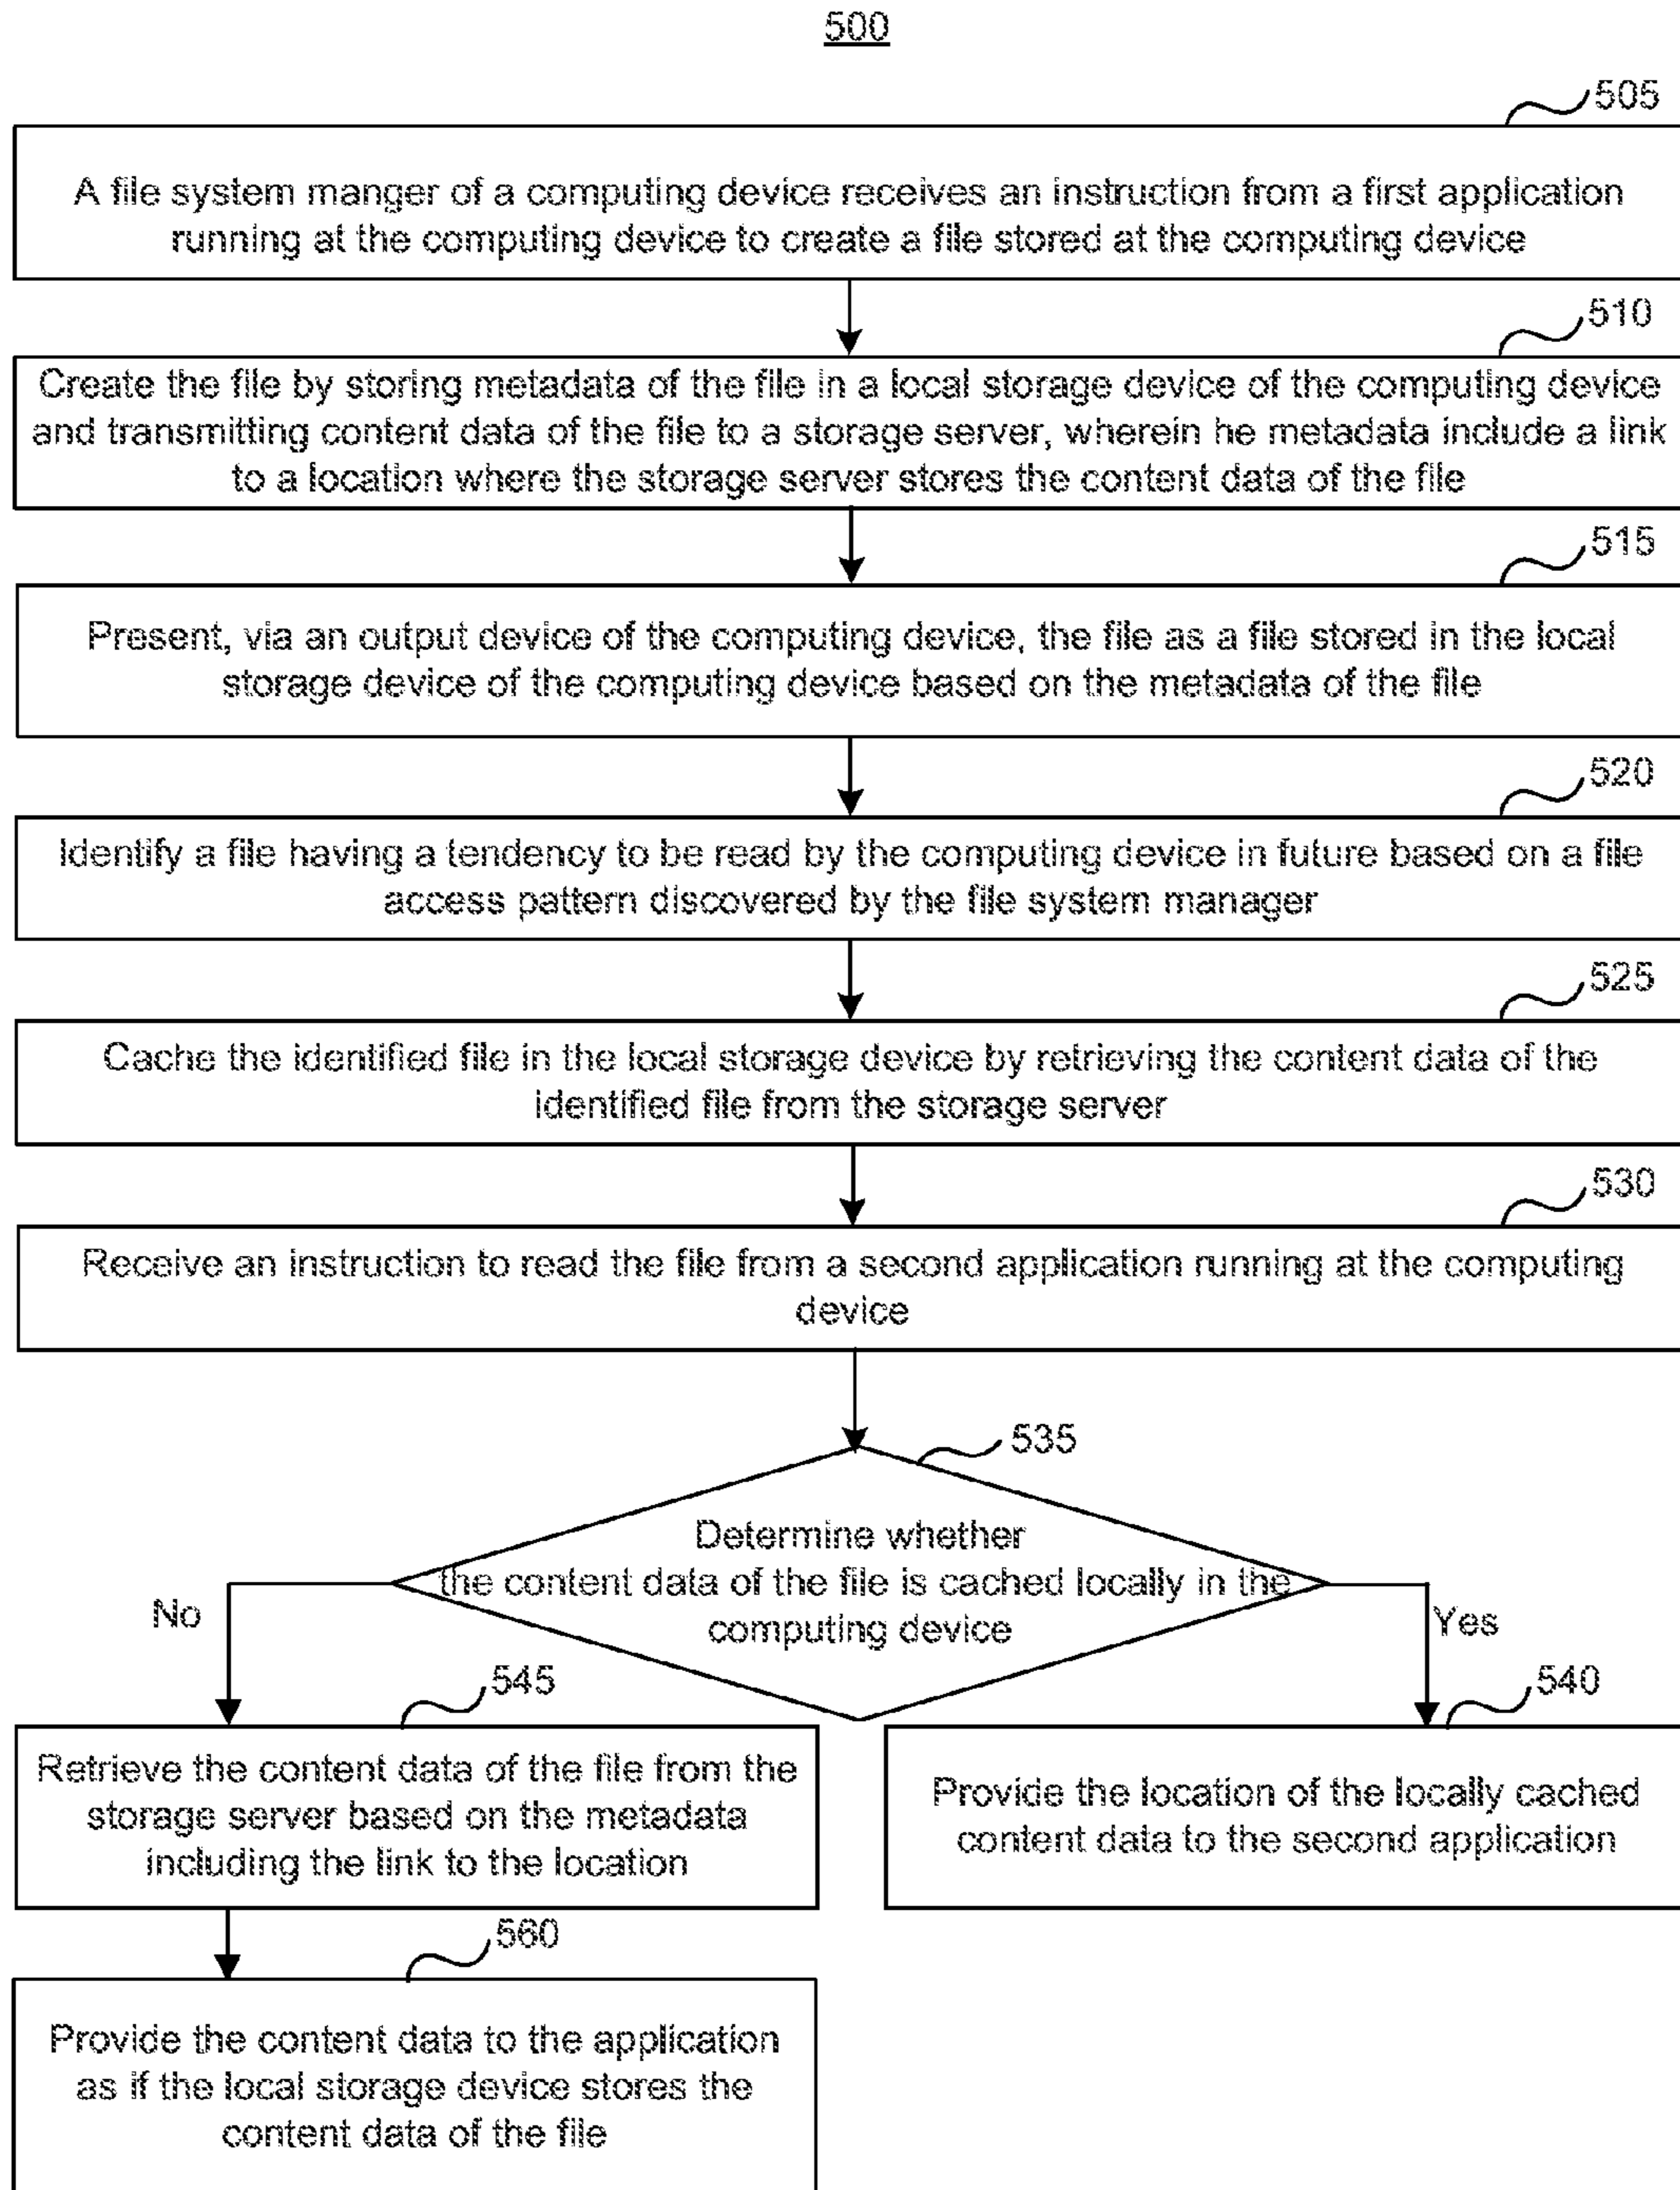 500
505
A file system manger of a computing device receives an instruction from a first application
running at the computing device to create a file stored at the computing device
510
Create the file by storing metadata of the file in a local storage device of the computing device
and transmitting content data of the file to a storage server, wherein he metadata include a link
to a location where the storage server stores the content data of the file
515
Present, via an output device of the computing device, the file as a file stored in the local
storage device of the computing device based on the metadata of the file
520
Identify a file having a tendency to be read by the computing device in future based on a file
access pattern discovered by the file system manager
525
Cache the identified file in the local storage device by retrieving the content data of the
identified file from the storage server
530
Receive an instruction to read the file from a second application running at the computing
device
535
Determine whether
the content data of the file is cached locally in the
computing device
No
Yes
545
Retrieve the content data of the file from the
storage server based on the metadata
including the link to the location
540
Provide the location of the locally cached
content data to the second application
560
Provide the content data to the application
as if the local storage device stores the
content data of the file